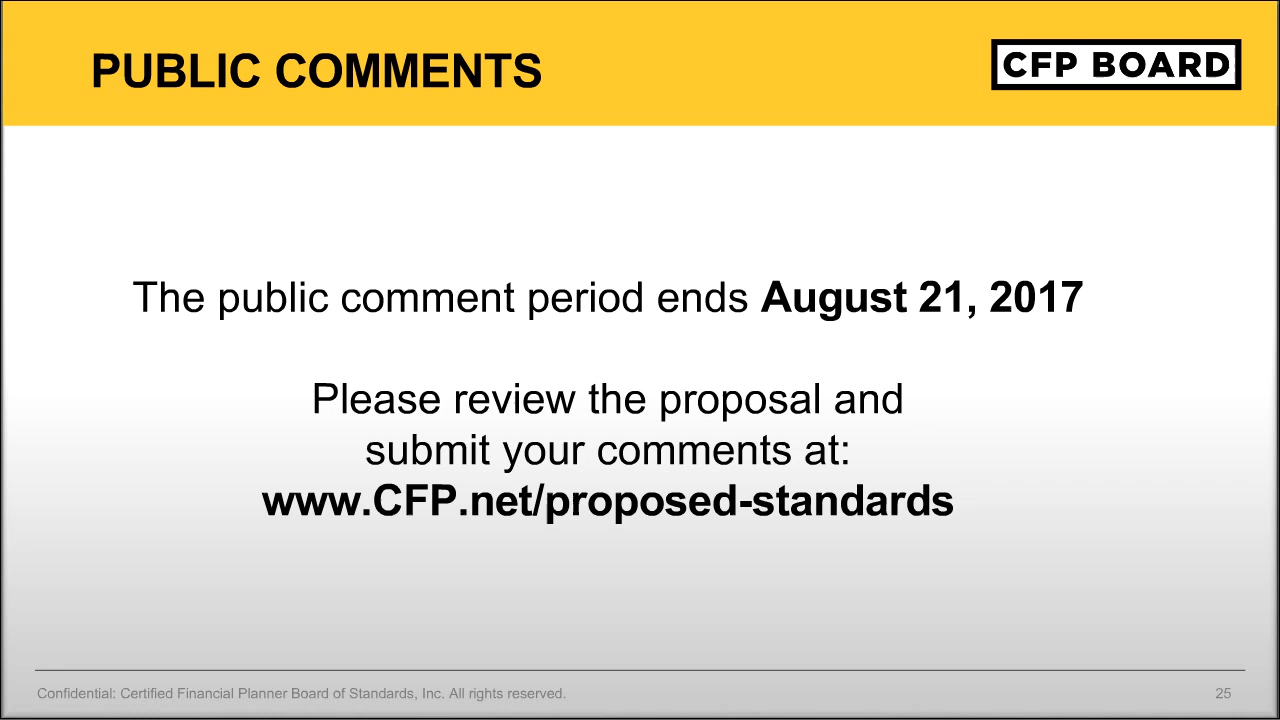 PUBLIC COMMENTS
CFP BOARD
The public comment period ends August 21, 2017
Please review the proposal and
submit your comments at:
www.CFP.net/proposed-standards
Confidential: Certified Financial Planner Board of Standards, Inc. All rights reserved.
25